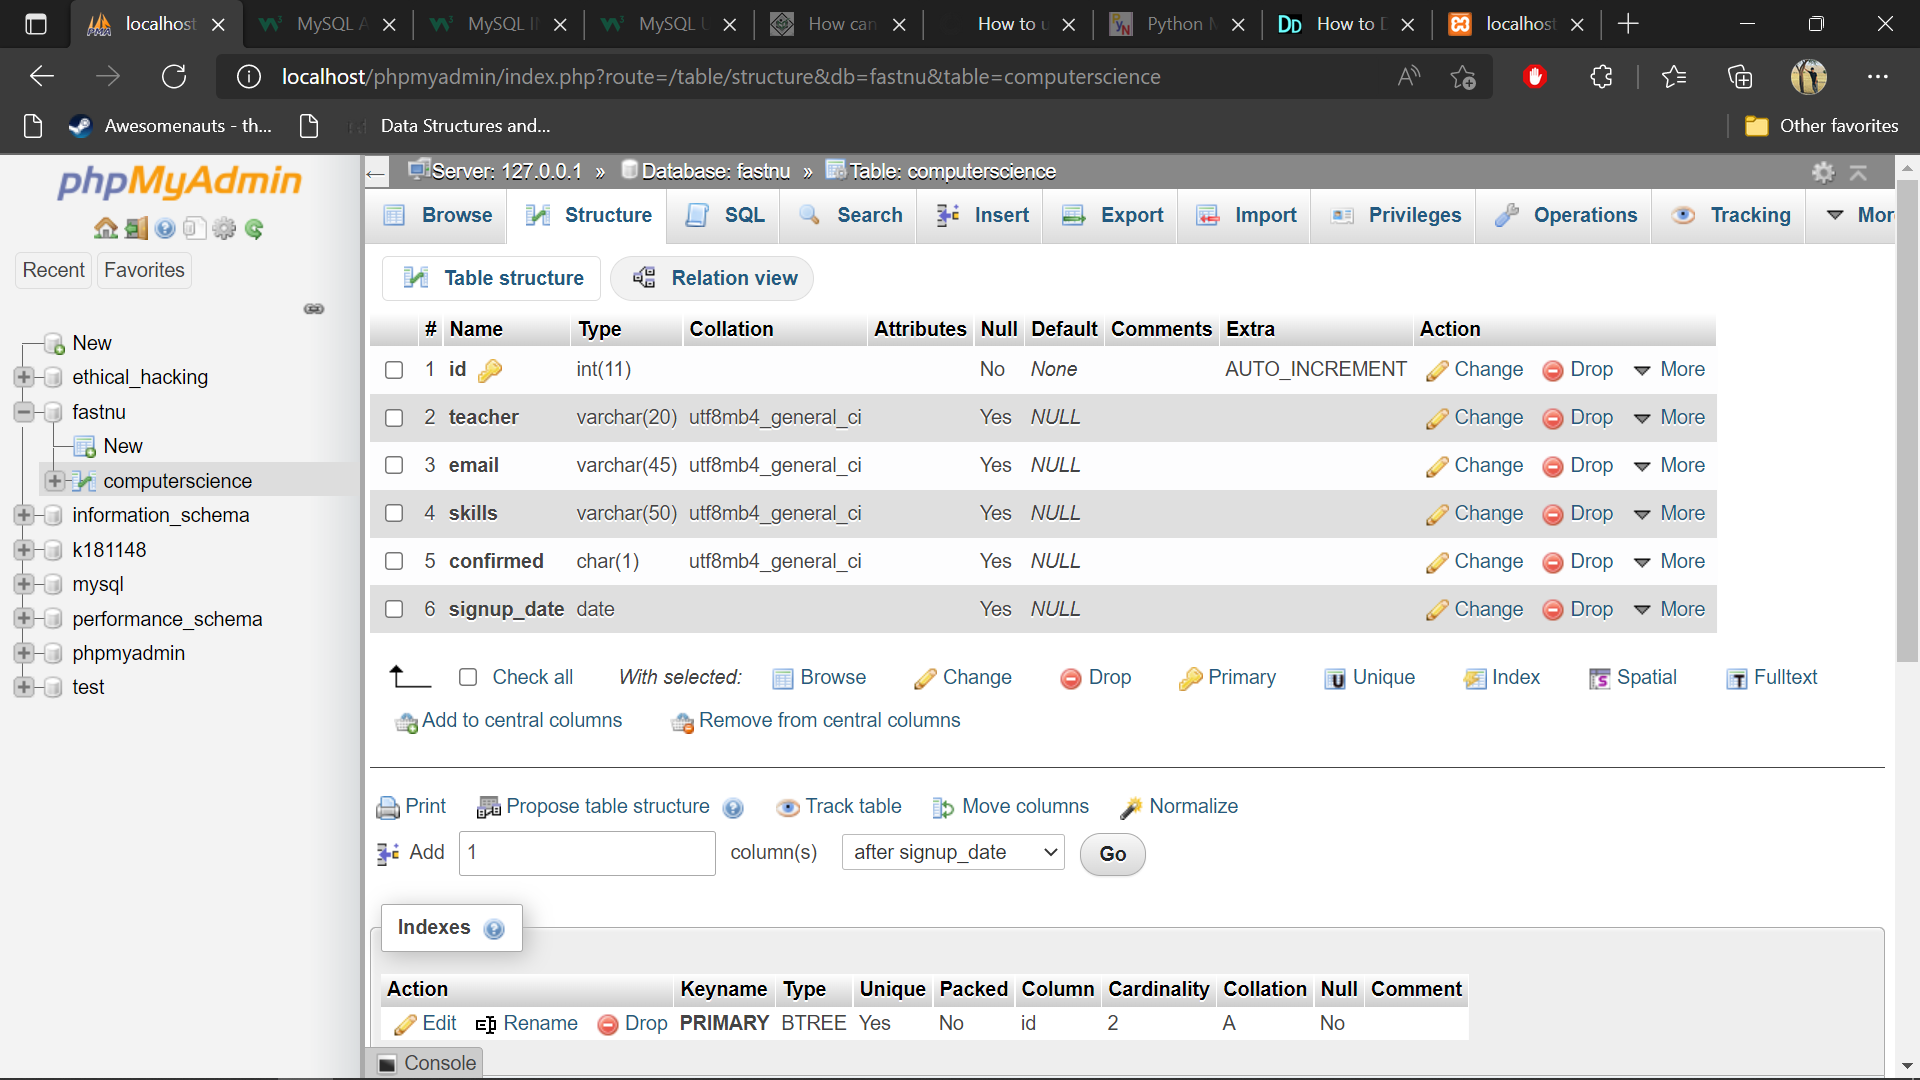 localhost
MySQL A
MySQL I
MySQL U
How can
How to u
Python M
How to D
localhost
localhost/phpmyadmin/index.php?route=/table/structure&db=fastnu&table=computerscience
Awesomenauts - th...
Data Structures and...
Other favorites
phpMyAdmin
Recent Favorites
New
ethical_hacking
fastnu
New
computerscience
information_schema
k181148
mysql
performance_schema
phpmyadmin
test
Server: 127.0.0.1 » Database: fastnu » Table: computerscience
Browse Structure SQL Search Insert Export Import Privileges Operations Tracking Mor
Table structure Relation view
# Name Type Collation Attributes Null Default Comments Extra Action
1 id int(11) No None AUTO_INCREMENT Change Drop More
2 teacher varchar(20) utf8mb4_general_ci Yes NULL Change Drop More
3 email varchar(45) utf8mb4_general_ci Yes NULL Change Drop More
4 skills varchar(50) utf8mb4_general_ci Yes NULL Change Drop More
5 confirmed char(1) utf8mb4_general_ci Yes NULL Change Drop More
6 signup_date date Yes NULL Change Drop More
Check all With selected: Browse Change Drop Primary Unique Index Spatial Fulltext
Add to central columns Remove from central columns
Print Propose table structure Track table Move columns Normalize
Add 1 column(s) after signup_date Go
Indexes
Action Keyname Type Unique Packed Column Cardinality Collation Null Comment
Edit Rename Drop PRIMARY BTREE Yes No id 2 A No
Console